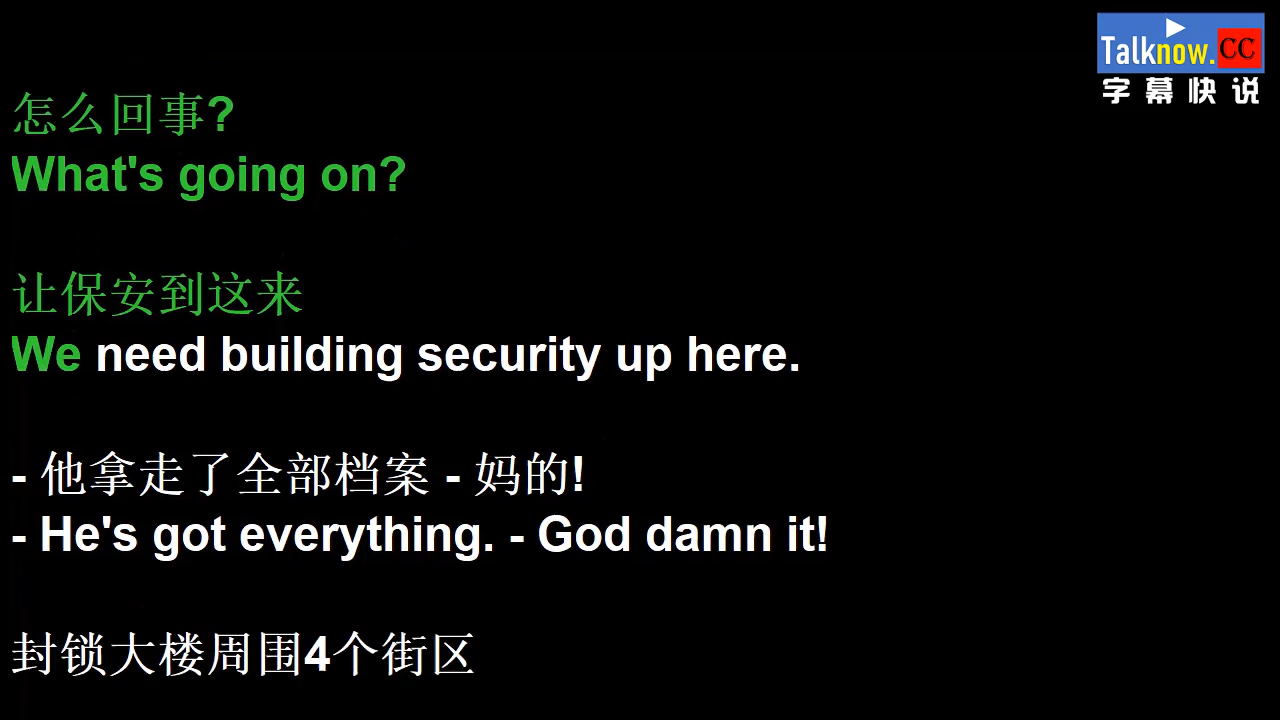 Talknow.CC
字幕快说
怎么回事?
What's going on?
让保安到这来
We need building security up here.
- 他拿走了全部档案 - 妈的!
- He's got everything. - God damn it!
封锁大楼周围4个街区